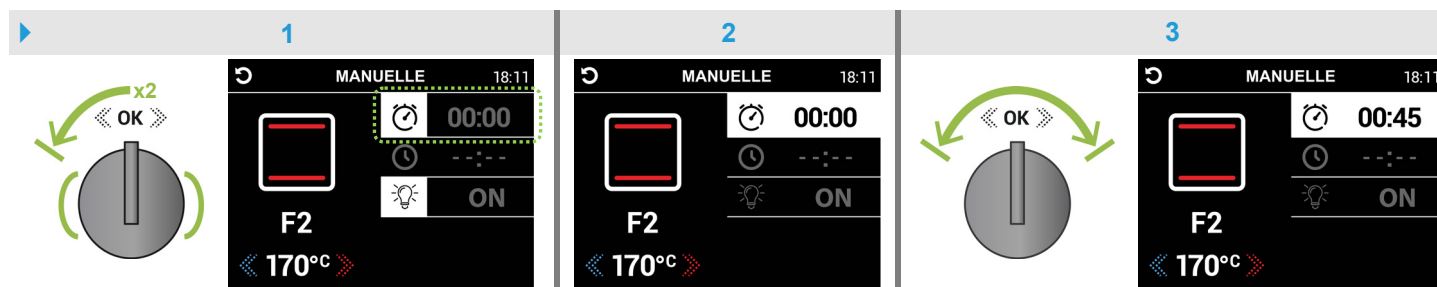 1
2
3
x2
OK
MANUELLE 18:11
00:00
--:--
ON
F2
170°C
MANUELLE 18:11
00:00
--:--
ON
F2
170°C
OK
MANUELLE 18:11
00:45
--:--
ON
F2
170°C